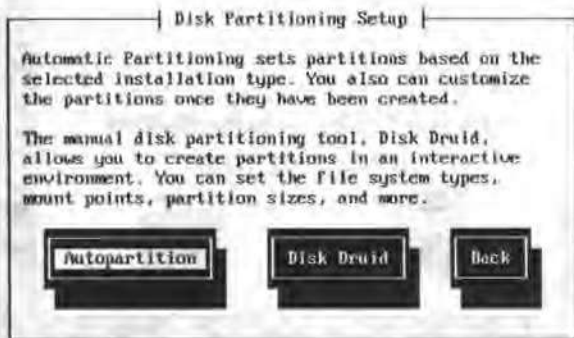 Disk Partitioning Setup
Automatic Partitioning sets partitions based on the
selected installation type. You also can customize
the partitions once they have been created.
The manual disk partitioning tool, Disk Druid,
allows you to create partitions in an interactive
environment. You can set the file system types,
mount points, partition sizes, and more.
Autopartition Disk Druid Back